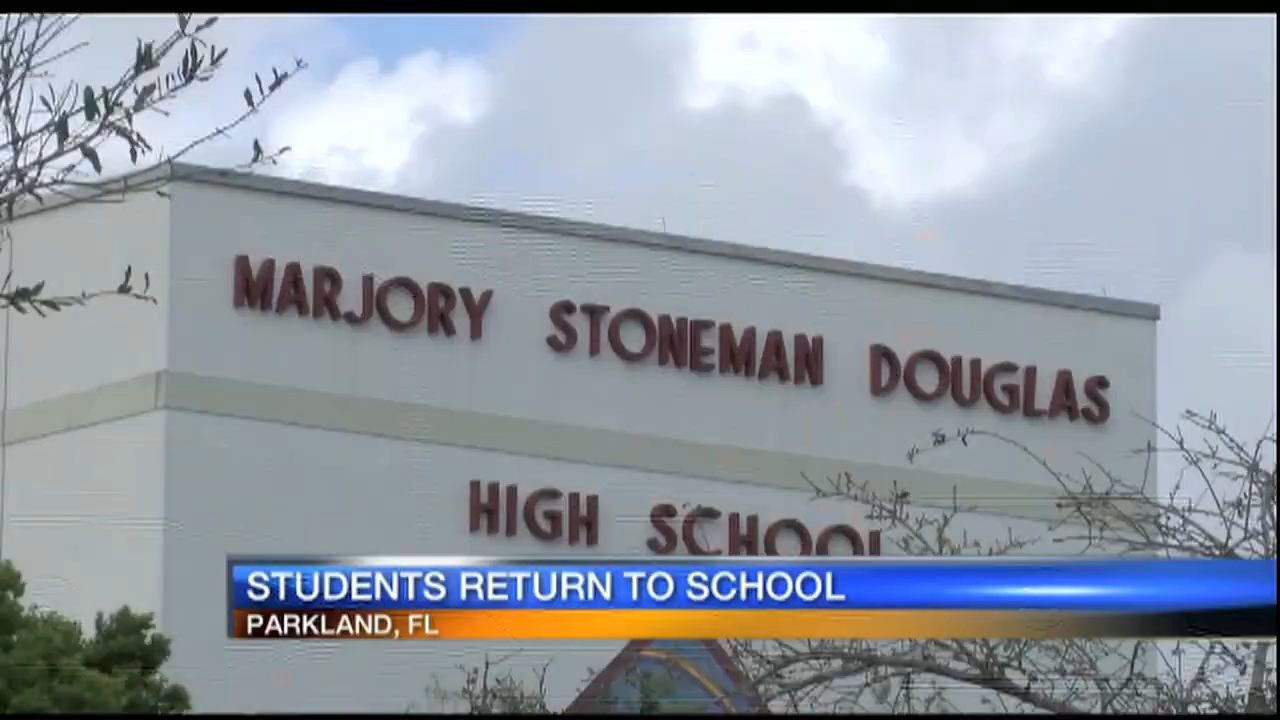 MARJORY STONEMAN DOUGLAS
HIGH SCHOOL
STUDENTS RETURN TO SCHOOL
PARKLAND, FL